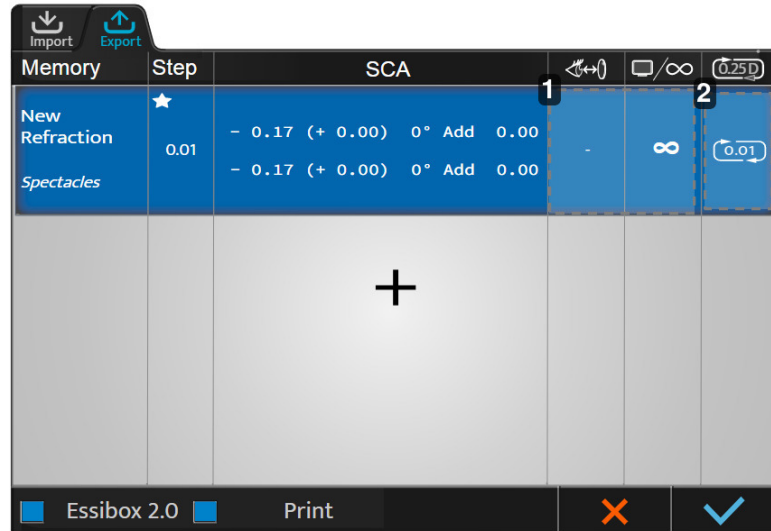 Import Export
Memory Step SCA □/∞ 0.25D
1 2
New
Refraction
Spectacles
0.01
- 0.17 (+ 0.00) 0° Add 0.00
- 0.17 (+ 0.00) 0° Add 0.00
- ∞ 0.01
+
Essibox 2.0 Print